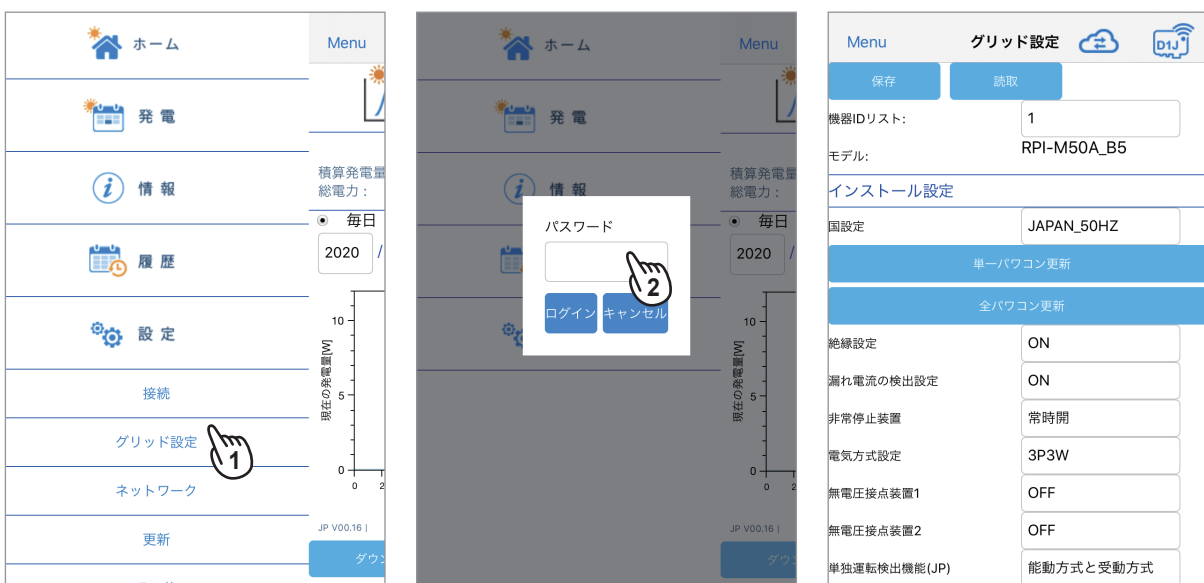 ホーム
発 電
情 報
履 歴
設 定
接続
グリッド設定
1
ネットワーク
更新
Menu
積算発電量
総電力：
毎日
2020 /
現在の発電量[W]
10
5
0
0 2
JP V00.16 |
ダウ
ホーム
発 電
情 報
Menu
積算発電量
総電力：
毎日
2020 /
現在の発電量[W]
10
5
0
0 2
JP V00.16 |
ダウ
パスワード
2
ログイン キャンセル
Menu グリッド設定 D1J
保存 読取
機器IDリスト: 1
モデル: RPI-M50A_B5
インストール設定
国設定 JAPAN_50HZ
単一パワコン更新
全パワコン更新
絶縁設定 ON
漏れ電流の検出設定 ON
非常停止装置 常時開
電気方式設定 3P3W
無電圧接点装置1 OFF
無電圧接点装置2 OFF
単独運転検出機能(JP) 能動方式と受動方式